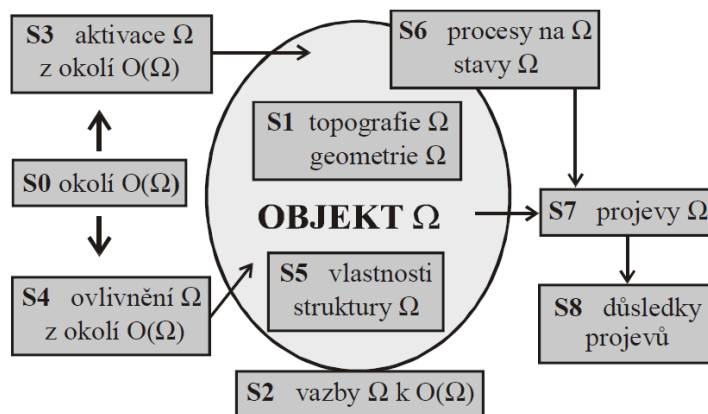 S3 aktivace Ω
z okolí O(Ω)
S6 procesy na Ω
stavy Ω
S1 topografie Ω
geometrie Ω
S0 okolí O(Ω)
OBJEKT Ω
S7 projevy Ω
S4 ovlivnění Ω
z okolí O(Ω)
S5 vlastnosti
struktury Ω
S8 důsledky
projevů
S2 vazby Ω k O(Ω)